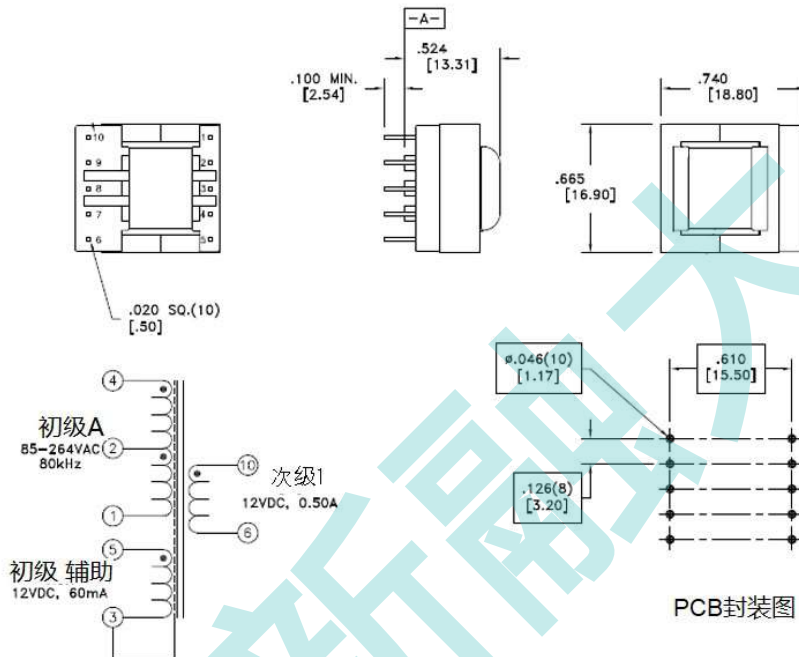 -A-
.524
[13.31]
.100 MIN.
[2.54]
.740
[18.80]
.665
[16.90]
10
9
8
7
6
1
2
3
4
5
.020 SQ.(10)
[.50]
4
初级A
85-264VAC
80kHz
2
1
5
初级 辅助
12VDC, 60mA
3
10
次级1
12VDC, 0.50A
6
ø.046(10)
[1.17]
.610
[15.50]
.126(8)
[3.20]
PCB封装图
新融大